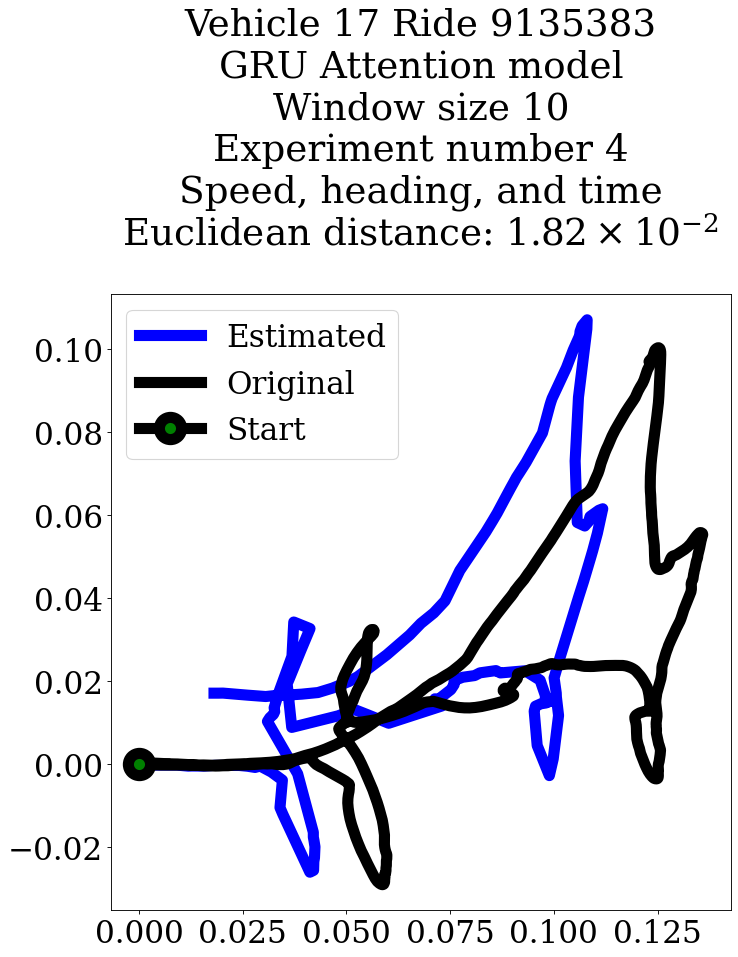 Vehicle 17 Ride 9135383
GRU Attention model
Window size 10
Experiment number 4
Speed, heading, and time
Euclidean distance: 1.82 × 10⁻²
Estimated
Original
Start
0.10
0.08
0.06
0.04
0.02
0.00
−0.02
0.000 0.025 0.050 0.075 0.100 0.125